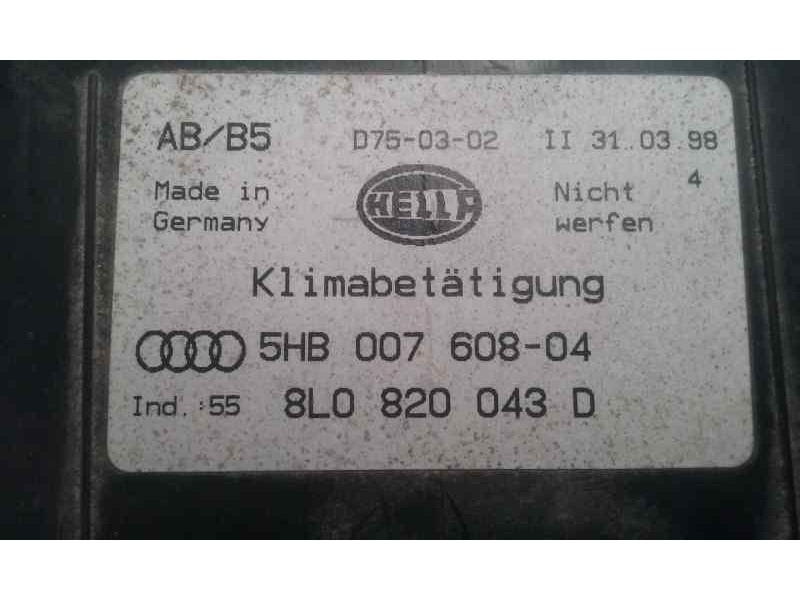 AB/B5 D75-03-02 II 31.03.98
Made in Germany HELLA Nicht werfen 4
Klimabetätigung
5HB 007 608-04
Ind.:55 8L0 820 043 D